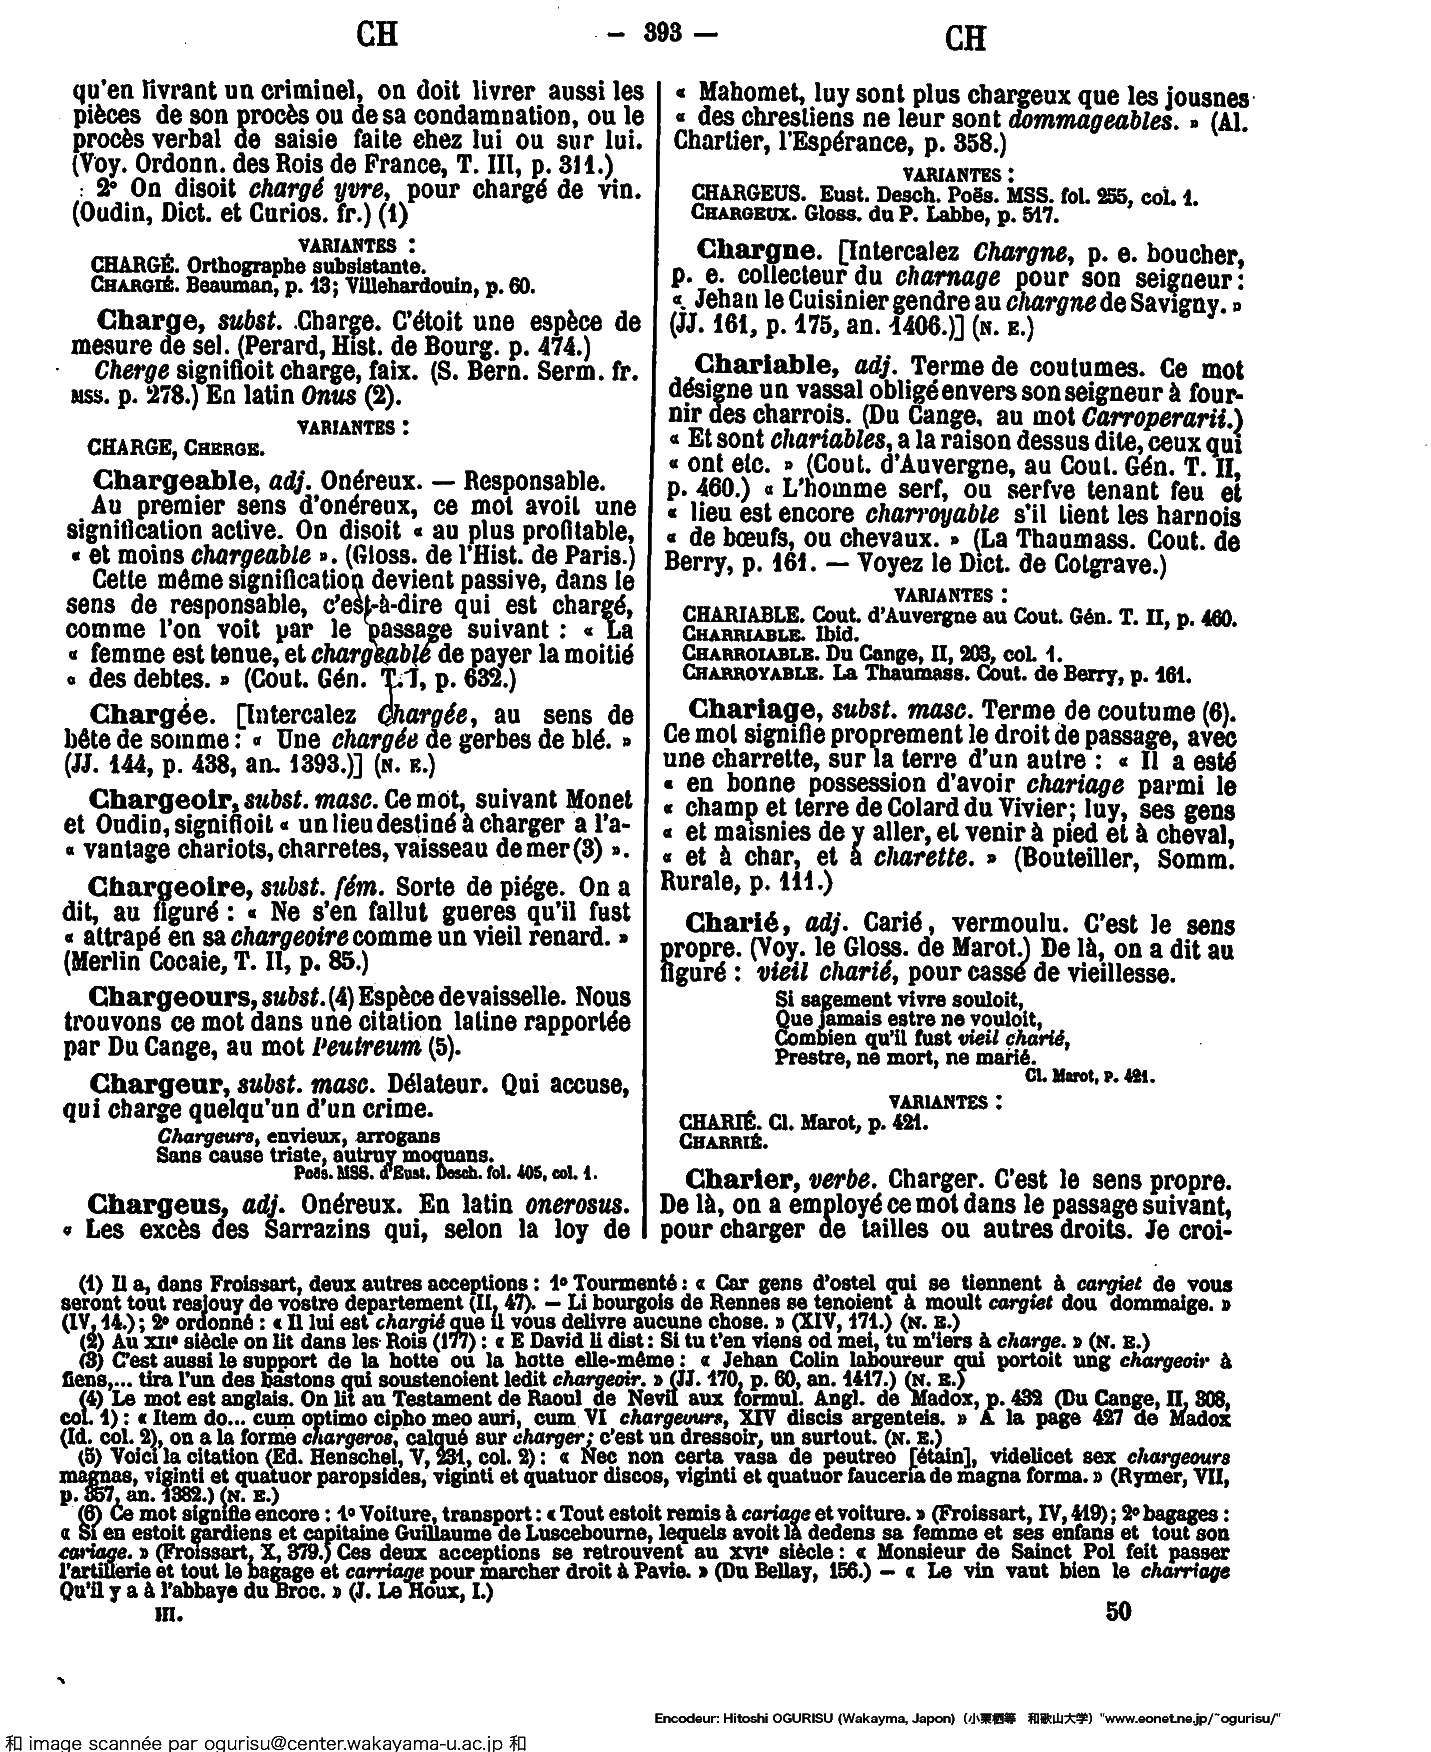 CH
— 393 —
CH
qu'en livrant un criminel, on doit livrer aussi les
pièces de son procès ou de sa condamnation, ou le
procès verbal de saisie faite chez lui ou sur lui.
(Voy. Ordonn. des Rois de France, T. III, p. 311.)
2° On disoit chargé yvre, pour chargé de vin.
(Oudin, Dict. et Curios. fr.) (1)
VARIANTES :
CHARGÉ. Orthographe subsistante.
CHARGIÉ. Beauman, p. 13; Villehardouin, p. 60.
Charge, subst. Charge. C'étoit une espèce de
mesure de sel. (Perard, Hist. de Bourg. p. 474.)
Cherge signifioit charge, faix. (S. Bern. Serm. fr.
MSS. p. 278.) En latin Onus (2).
VARIANTES :
CHARGE, CHERGE.
Chargeable, adj. Onéreux. — Responsable.
Au premier sens d'onéreux, ce mot avoit une
signification active. On disoit « au plus profitable,
« et moins chargeable ». (Gloss. de l'Hist. de Paris.)
Cette même signification devient passive, dans le
sens de responsable, c'est-à-dire qui est chargé,
comme l'on voit par le passage suivant : « La
« femme est tenue, et chargeable de payer la moitié
« des debtes. » (Cout. Gén. T. I, p. 632.)
Chargée. [Intercalez Chargée, au sens de
bête de somme : « Une chargée de gerbes de blé. »
(JJ. 144, p. 438, an. 1393.)] (N. E.)
Chargeoir, subst. masc. Ce mot, suivant Monet
et Oudin, signifioit « un lieu destiné à charger a l'a-
« vantage chariots, charretes, vaisseau de mer (3) ».
Chargeoire, subst. fém. Sorte de piége. On a
dit, au figuré : « Ne s'en fallut gueres qu'il fust
« attrapé en sa chargeoire comme un vieil renard. »
(Merlin Cocaie, T. II, p. 85.)
Chargeours, subst. (4) Espèce de vaisselle. Nous
trouvons ce mot dans une citation latine rapportée
par Du Cange, au mot Peutreum (5).
Chargeur, subst. masc. Délateur. Qui accuse,
qui charge quelqu'un d'un crime.
Chargeurs, envieux, arrogans
Sans cause triste, autruy moquans.
Poës. MSS. d'Eust. Desch. fol. 405, col. 1.
Chargeus, adj. Onéreux. En latin onerosus.
« Les excès des Sarrazins qui, selon la loy de
« Mahomet, luy sont plus chargeux que les jousnes
« des chrestiens ne leur sont dommageables. » (Al.
Chartier, l'Espérance, p. 358.)
VARIANTES :
CHARGEUS. Eust. Desch. Poës. MSS. fol. 255, col. 1.
CHARGEUX. Gloss. du P. Labbe, p. 517.
Chargne. [Intercalez Chargne, p. e. boucher,
p. e. collecteur du charnage pour son seigneur :
« Jehan le Cuisinier gendre au chargne de Savigny. »
(JJ. 161, p. 175, an. 1406.)] (N. E.)
Chariable, adj. Terme de coutumes. Ce mot
désigne un vassal obligé envers son seigneur à four-
nir des charrois. (Du Cange, au mot Carroperarii.)
« Et sont chariables, a la raison dessus dite, ceux qui
« ont etc. » (Cout. d'Auvergne, au Cout. Gén. T. II,
p. 460.) « L'homme serf, ou serfve tenant feu et
« lieu est encore charroyable s'il tient les harnois
« de bœufs, ou chevaux. » (La Thaumass. Cout. de
Berry, p. 161. — Voyez le Dict. de Cotgrave.)
VARIANTES :
CHARIABLE. Cout. d'Auvergne au Cout. Gén. T. II, p. 460.
CHARRIABLE. Ibid.
CHARROIABLE. Du Cange, II, 203, col. 1.
CHARROYABLE. La Thaumass. Cout. de Berry, p. 161.
Chariage, subst. masc. Terme de coutume (6).
Ce mot signifie proprement le droit de passage, avec
une charrette, sur la terre d'un autre : « Il a esté
« en bonne possession d'avoir chariage parmi le
« champ et terre de Colard du Vivier; luy, ses gens
« et maisnies de y aller, et venir à pied et à cheval,
« et à char, et à charette. » (Bouteiller, Somm.
Rurale, p. 111.)
Charié, adj. Carié, vermoulu. C'est le sens
propre. (Voy. le Gloss. de Marot.) De là, on a dit au
figuré : vieil charié, pour cassé de vieillesse.
Si sagement vivre souloit,
Que jamais estre ne vouloit,
Combien qu'il fust vieil charié,
Prestre, ne mort, ne marié.
Cl. Marot, p. 421.
VARIANTES :
CHARIÉ. Cl. Marot, p. 421.
CHARRIÉ.
Charier, verbe. Charger. C'est le sens propre.
De là, on a employé ce mot dans le passage suivant,
pour charger de tailles ou autres droits. Je croi-
(1) Il a, dans Froissart, deux autres acceptions : 1° Tourmenté : « Car gens d'ostel qui se tiennent à cargiet de vous
seront tout resjouy de vostre departement (II, 47). — Li bourgois de Rennes se tenoient à moult cargiet dou dommaige. »
(IV, 14.) ; 2° ordonné : « Il lui est chargié que il vous delivre aucune chose. » (XIV, 171.) (N. E.)
(2) Au XIIe siècle on lit dans les Rois (177) : « E David li dist : Si tu t'en viens od mei, tu m'iers à charge. » (N. E.)
(3) C'est aussi le support de la hotte ou la hotte elle-même : « Jehan Colin laboureur qui portoit ung chargeoir à
fiens,... tira l'un des bastons qui soustenoient ledit chargeoir. » (JJ. 170, p. 60, an. 1417.) (N. E.)
(4) Le mot est anglais. On lit au Testament de Raoul de Nevil aux formul. Angl. de Madox, p. 432 (Du Cange, II, 308,
col. 1) : « Item do... cum optimo cipho meo auri, cum VI chargeours, XIV discis argenteis. » A la page 427 de Madox
(Id. col. 2), on a la forme chargeros, calqué sur charger; c'est un dressoir, un surtout. (N. E.)
(5) Voici la citation (Ed. Henschel, V, 231, col. 2) : « Nec non certa vasa de peutreo [étain], videlicet sex chargeours
magnas, viginti et quatuor paropsides, viginti et quatuor discos, viginti et quatuor fauceria de magna forma. » (Rymer, VII,
p. 357, an. 1382.) (N. E.)
(6) Ce mot signifie encore : 1° Voiture, transport : « Tout estoit remis à cariage et voiture. » (Froissart, IV, 419) ; 2° bagages :
« Si en estoit gardiens et capitaine Guillaume de Luscebourne, lequels avoit là dedens sa femme et ses enfans et tout son
cariage. » (Froissart, X, 379.) Ces deux acceptions se retrouvent au XVIe siècle : « Monsieur de Sainct Pol feit passer
l'artillerie et tout le bagage et carriage pour marcher droit à Pavie. » (Du Bellay, 156.) — « Le vin vaut bien le charriage
Qu'il y a à l'abbaye du Broc. » (J. Le Houx, I.)
III.
50
Encodeur: Hitoshi OGURISU (Wakayma, Japon) (小栗栖等 和歌山大学) "www.eonet.ne.jp/~ogurisu/"
和 image scannée par ogurisu@center.wakayama-u.ac.jp 和